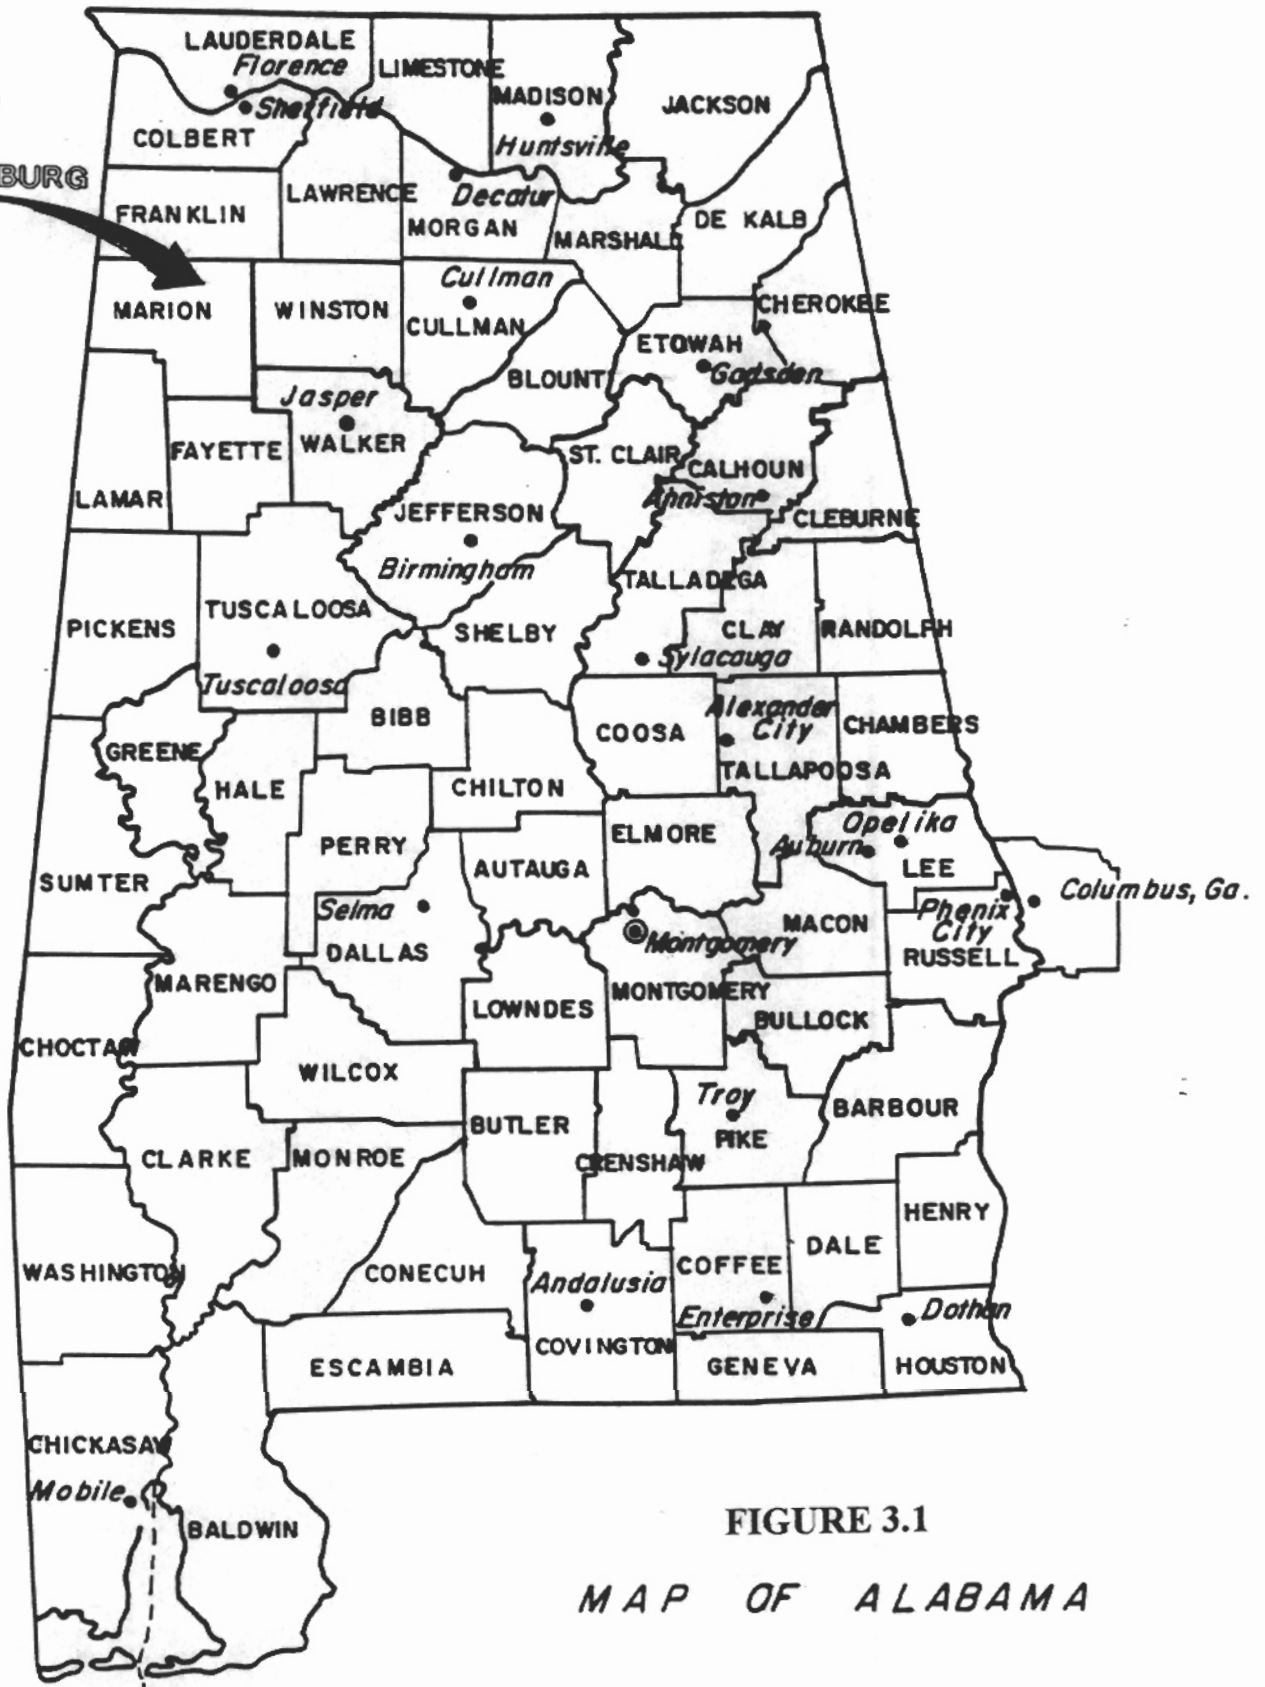 LAUDERDALE
Florence
Sheffield
LIMESTONE
MADISON
Huntsville
JACKSON
COLBERT
BURG
FRANKLIN
LAWRENCE
Decatur
MORGAN
MARSHALL
DE KALB
MARION
WINSTON
Cullman
CULLMAN
CHEROKEE
ETOWAH
Gadsden
BLOUNT
Jasper
WALKER
FAYETTE
LAMAR
ST. CLAIR
CALHOUN
Anniston
JEFFERSON
Birmingham
CLEBURNE
TALLADEGA
PICKENS
TUSCALOOSA
Tuscaloosa
SHELBY
CLAY
RANDOLPH
Sylacauga
BIBB
COOSA
Alexander
City
CHAMBERS
TALLAPOOSA
GREENE
HALE
CHILTON
PERRY
ELMORE
Opelika
Auburn
LEE
SUMTER
AUTAUGA
Columbus, Ga.
Selma
DALLAS
Montgomery
MACON
Phenix
City
RUSSELL
MARENGO
LOWNDES
MONTGOMERY
BULLOCK
CHOCTAW
WILCOX
Troy
PIKE
BARBOUR
BUTLER
CLARKE
MONROE
CRENSHAW
HENRY
DALE
COFFEE
Enterprise
WASHINGTON
CONECUH
Andalusia
COVINGTON
Dothan
ESCAMBIA
GENEVA
HOUSTON
CHICKASAW
Mobile
BALDWIN
FIGURE 3.1
MAP OF ALABAMA